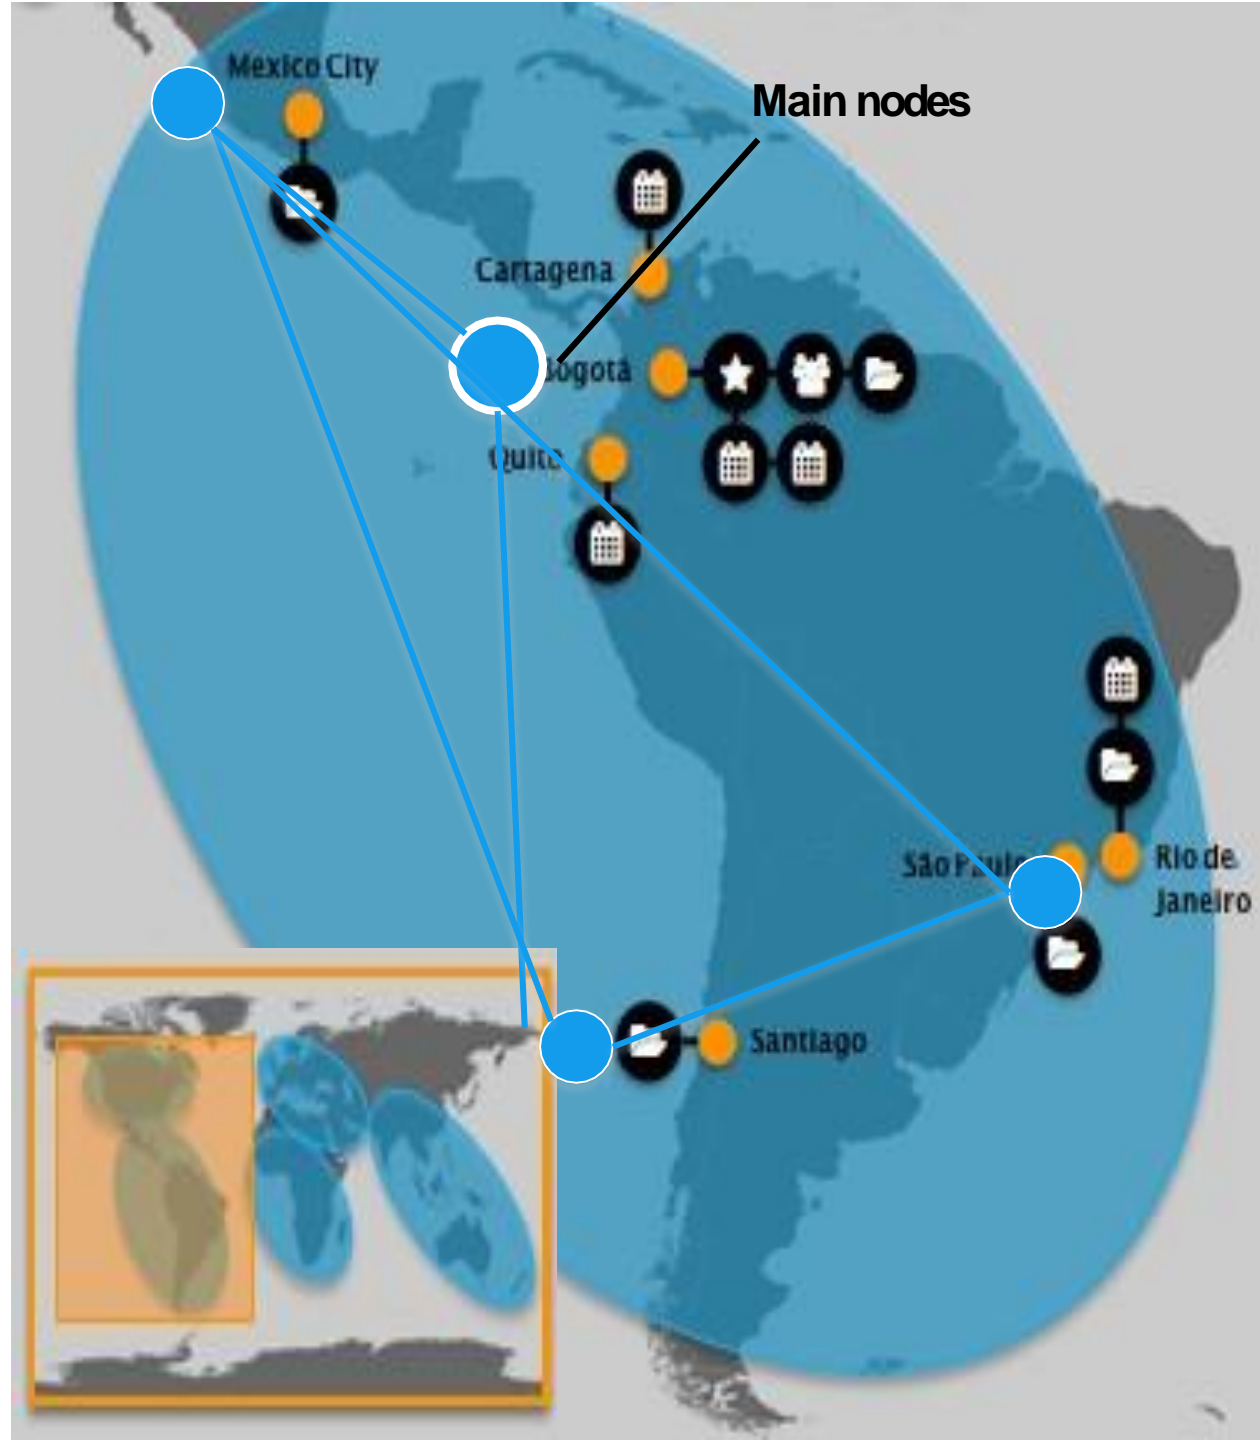 Mexico City
Main nodes
Cartagena
Bogotá
Quito
São Paulo
Rio de
Janeiro
Santiago